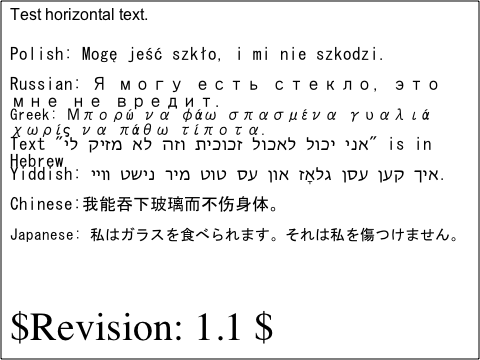 Test horizontal text.
Polish: Mogę jeść szkło, i mi nie szkodzi.
Russian: Я могу есть стекло, это
мне не вредит.
Greek: Μπορώ να φάω σπασμένα γυαλιά
χωρίς να πάθω τίποτα.
Text "אני יכול לאכול זכוכית וזה לא מזיק לי" is in
Hebrew
Yiddish: איך קען עסן גלאָז און עס טוט מיר נישט װײ.
Chinese:我能吞下玻璃而不伤身体。
Japanese: 私はガラスを食べられます。それは私を傷つけません。
$Revision: 1.1 $